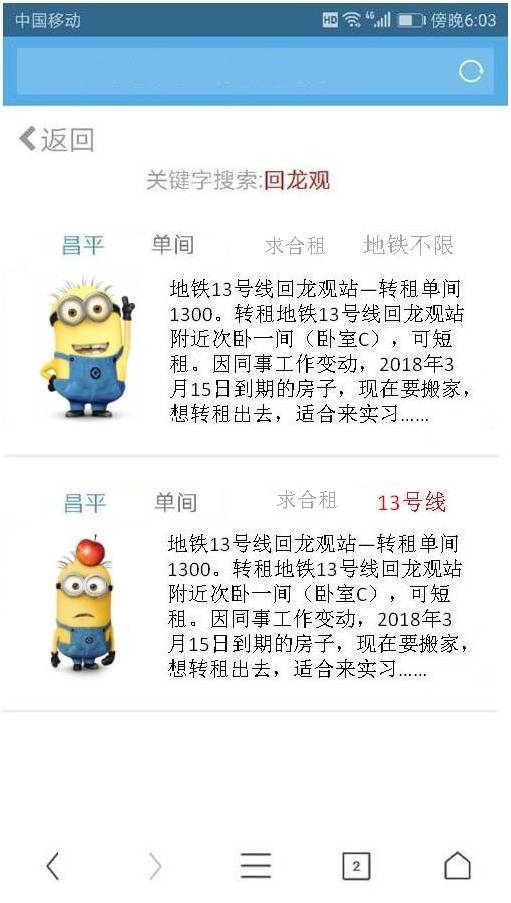 中国移动 HD 46 傍晚6:03
返回
关键字搜索:回龙观
昌平 单间 求合租 地铁不限
地铁13号线回龙观站—转租单间
1300。转租地铁13号线回龙观站
附近次卧一间（卧室C），可短
租。因同事工作变动，2018年3
月15日到期的房子，现在要搬家，
想转租出去，适合来实习......
昌平 单间 求合租 13号线
地铁13号线回龙观站—转租单间
1300。转租地铁13号线回龙观站
附近次卧一间（卧室C），可短
租。因同事工作变动，2018年3
月15日到期的房子，现在要搬家，
想转租出去，适合来实习......
2